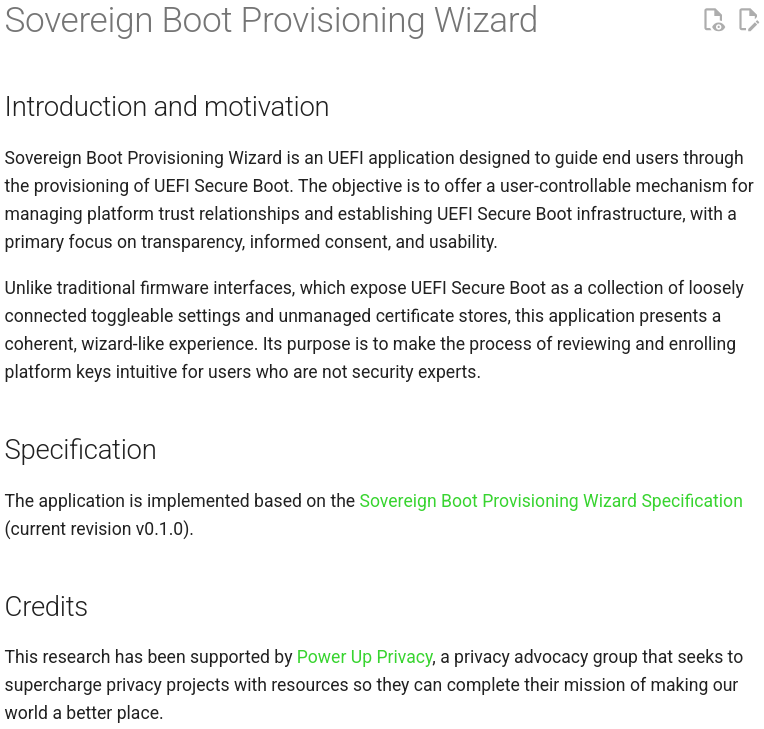 Sovereign Boot Provisioning Wizard
Introduction and motivation
Sovereign Boot Provisioning Wizard is an UEFI application designed to guide end users through
the provisioning of UEFI Secure Boot. The objective is to offer a user-controllable mechanism for
managing platform trust relationships and establishing UEFI Secure Boot infrastructure, with a
primary focus on transparency, informed consent, and usability.
Unlike traditional firmware interfaces, which expose UEFI Secure Boot as a collection of loosely
connected toggleable settings and unmanaged certificate stores, this application presents a
coherent, wizard-like experience. Its purpose is to make the process of reviewing and enrolling
platform keys intuitive for users who are not security experts.
Specification
The application is implemented based on the Sovereign Boot Provisioning Wizard Specification
(current revision v0.1.0).
Credits
This research has been supported by Power Up Privacy, a privacy advocacy group that seeks to
supercharge privacy projects with resources so they can complete their mission of making our
world a better place.